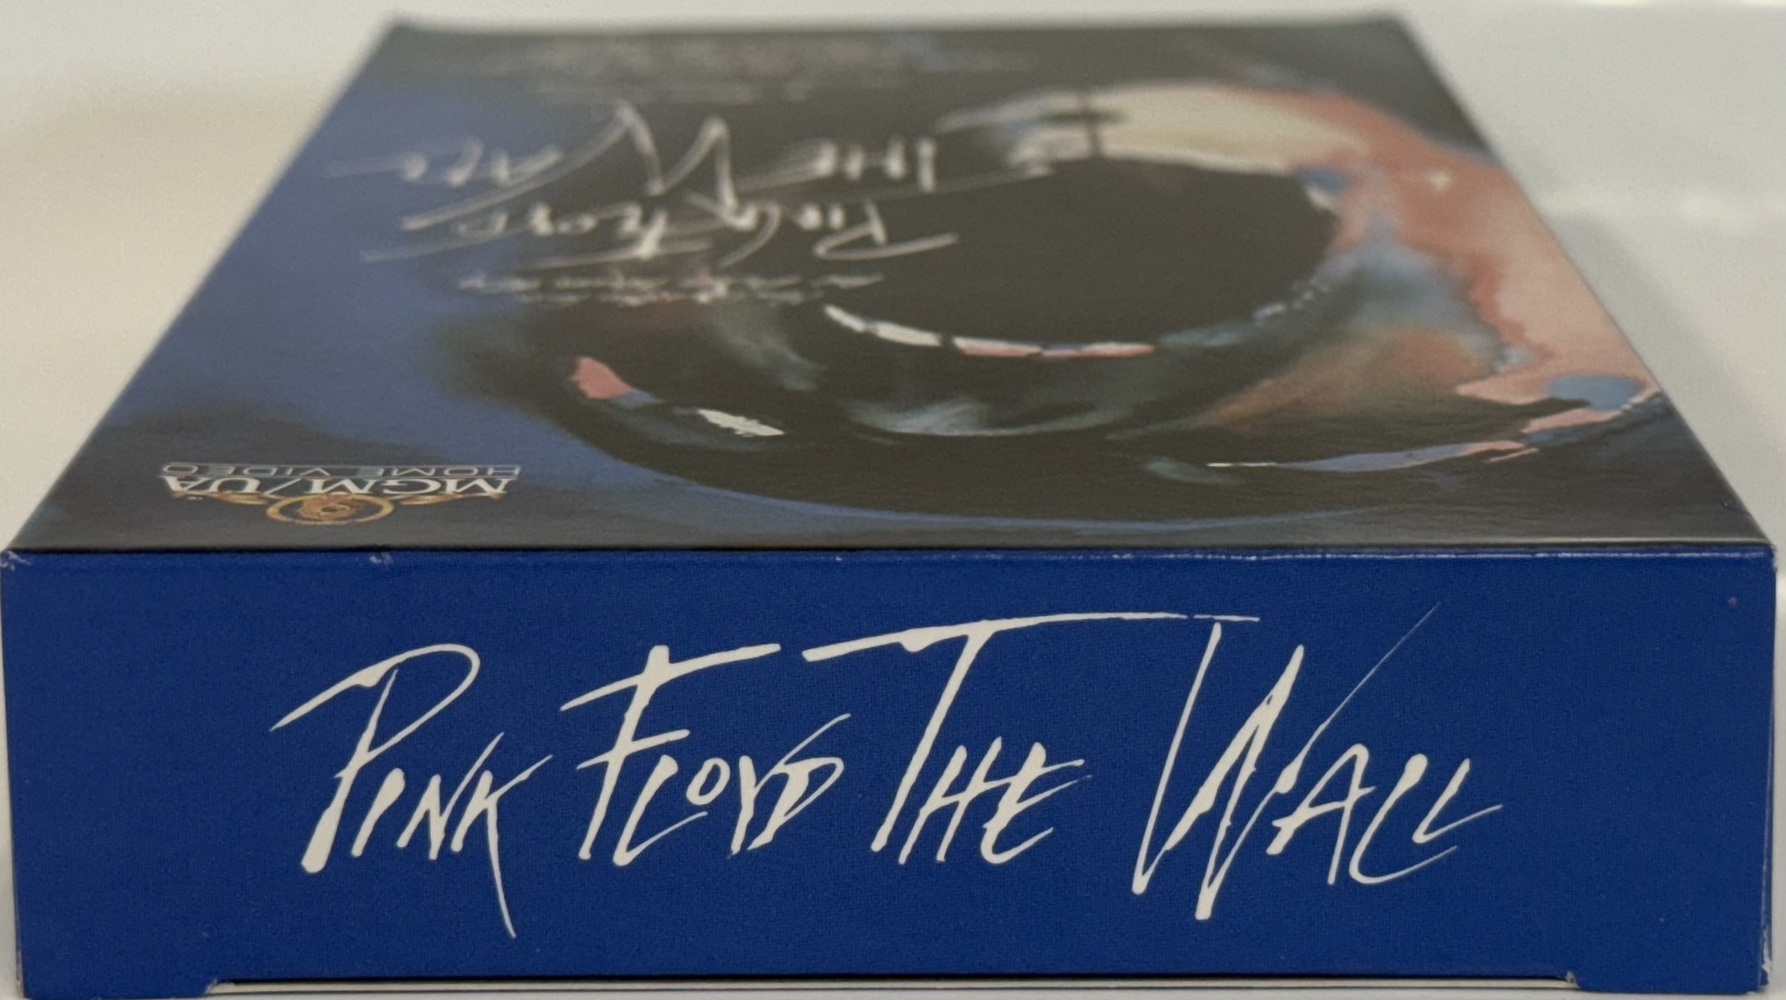 PINK FLOYD
THE WALL
MGM/UA
HOME VIDEO
PINK FLOYD THE WALL